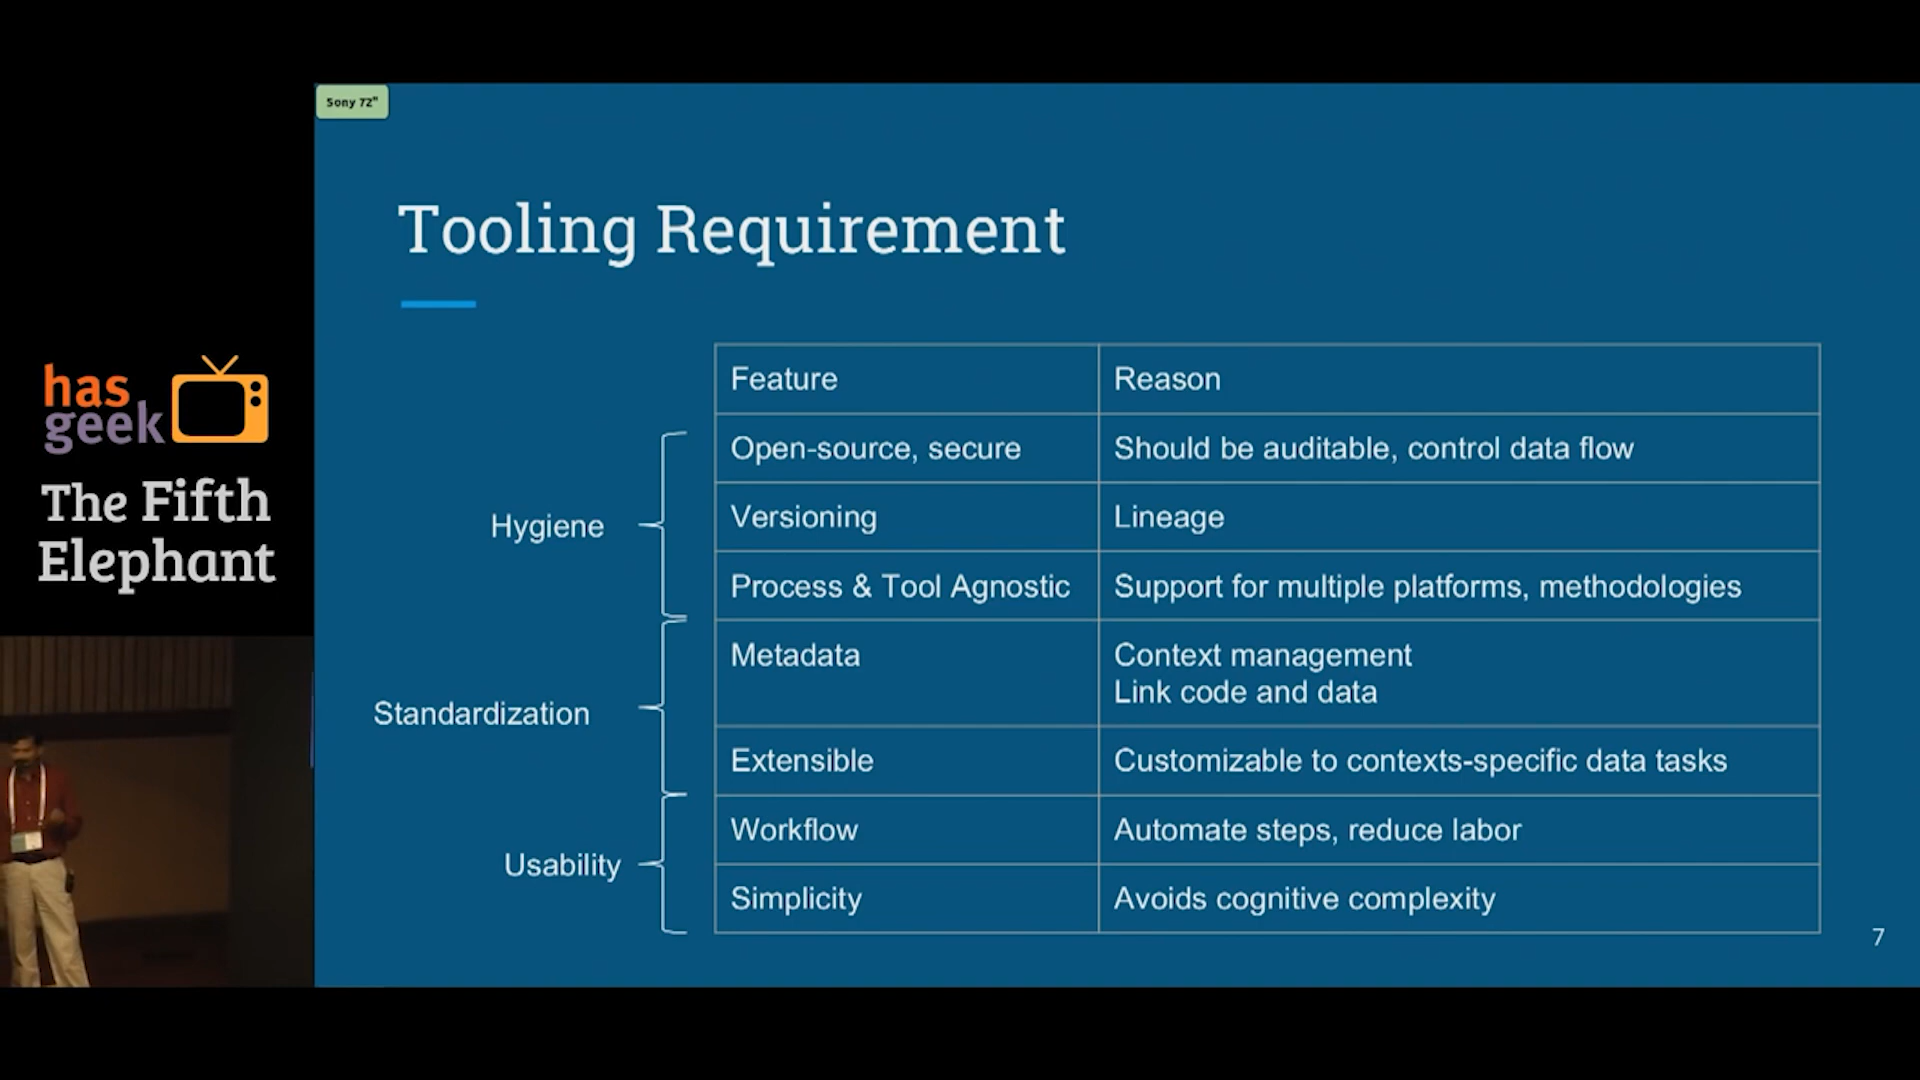 Sony 72"
Tooling Requirement
has
geek
The Fifth
Elephant
Feature Reason
Open-source, secure Should be auditable, control data flow
Versioning Lineage
Process & Tool Agnostic Support for multiple platforms, methodologies
Hygiene
Metadata Context management
Link code and data
Extensible Customizable to contexts-specific data tasks
Standardization
Workflow Automate steps, reduce labor
Simplicity Avoids cognitive complexity
Usability
7